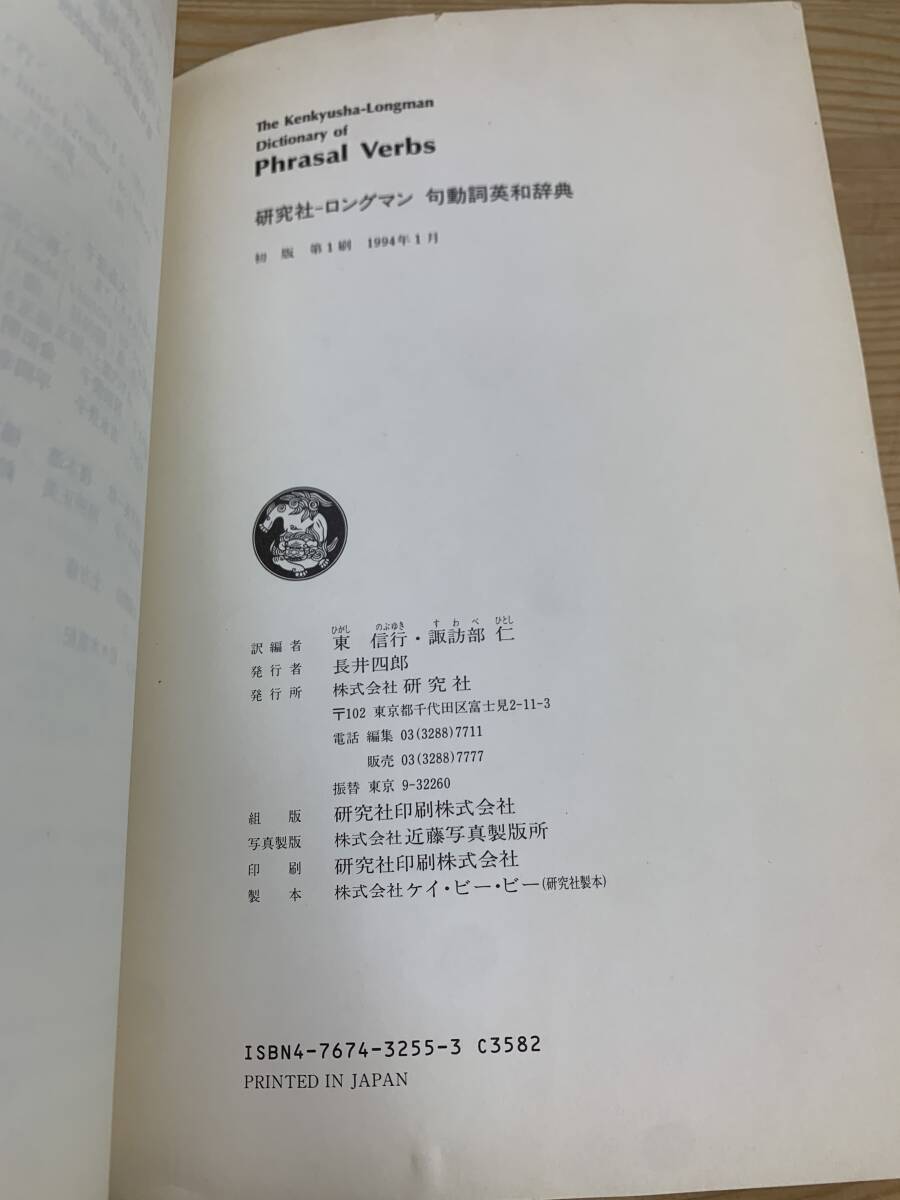 The Kenkyusha-Longman
Dictionary of
Phrasal Verbs
研究社-ロングマン 句動詞英和辞典
初 版 第1刷 1994年1月
ひがし のぶゆき すわべ ひとし
訳編者 東 信行・諏訪部 仁
発行者 長井四郎
発行所 株式会社 研究社
〒102 東京都千代田区富士見2-11-3
電話 編集 03(3288)7711
販売 03(3288)7777
振替 東京 9-32260
組 版 研究社印刷株式会社
写真製版 株式会社 近藤写真製版所
印 刷 研究社印刷株式会社
製 本 株式会社ケイ・ビー・ビー(研究社製本)
ISBN4-7674-3255-3 C3582
PRINTED IN JAPAN